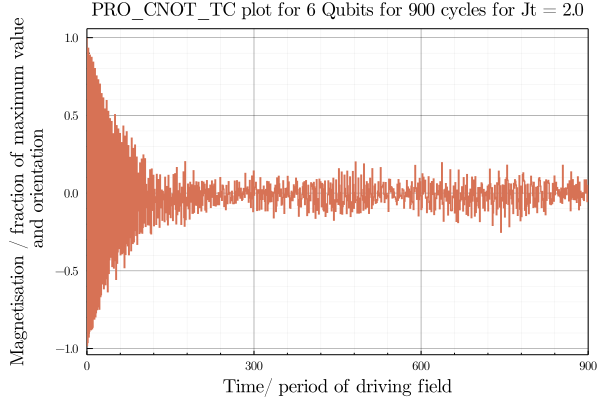 PRO_CNOT_TC plot for 6 Qubits for 900 cycles for Jt = 2.0
Magnetisation / fraction of maximum value
and orientation
1.0
0.5
0.0
−0.5
−1.0
0
300
600
900
Time/ period of driving field